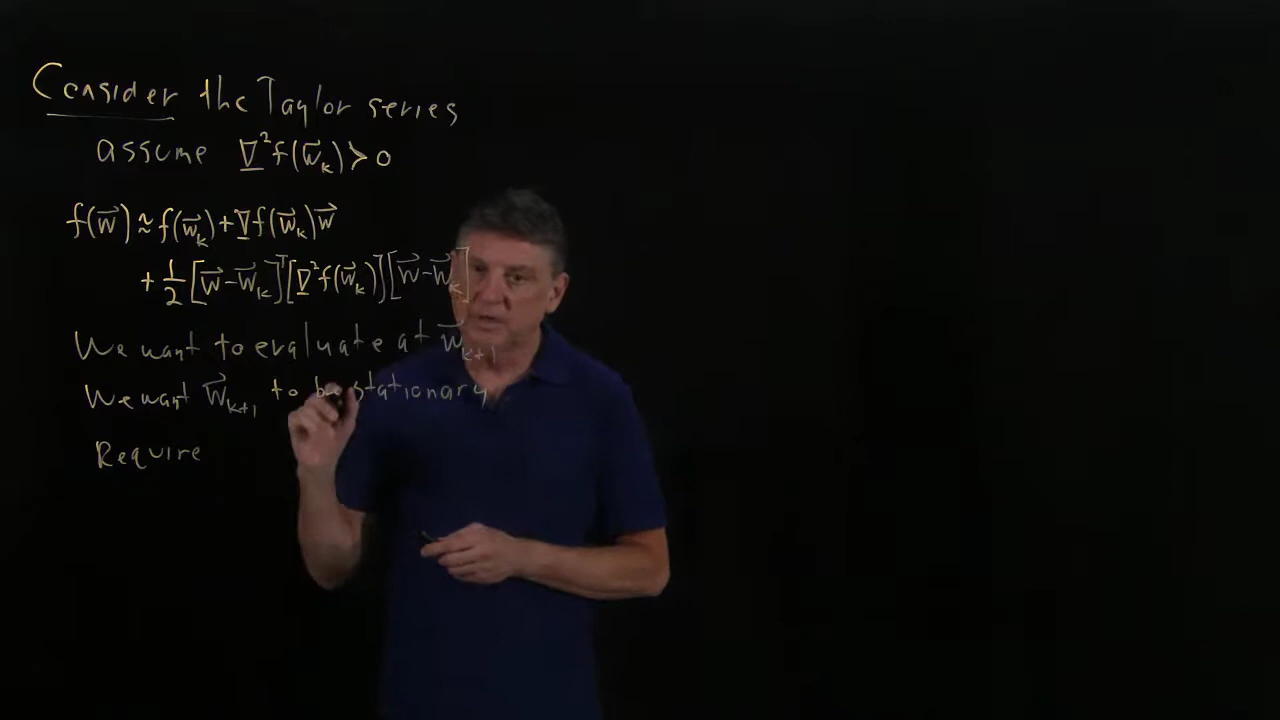 Consider the Taylor series
assume ∇²f(w⃗ₖ) > 0
f(w⃗) ≈ f(w⃗ₖ) + ∇f(w⃗ₖ)w⃗
+ 1/2 [w⃗ - w⃗ₖ]ᵀ[∇²f(w⃗ₖ)][w⃗ - w⃗ₖ]
We want to evaluate at w⃗ₖ₊₁
We want w⃗ₖ₊₁ to be stationary
Require